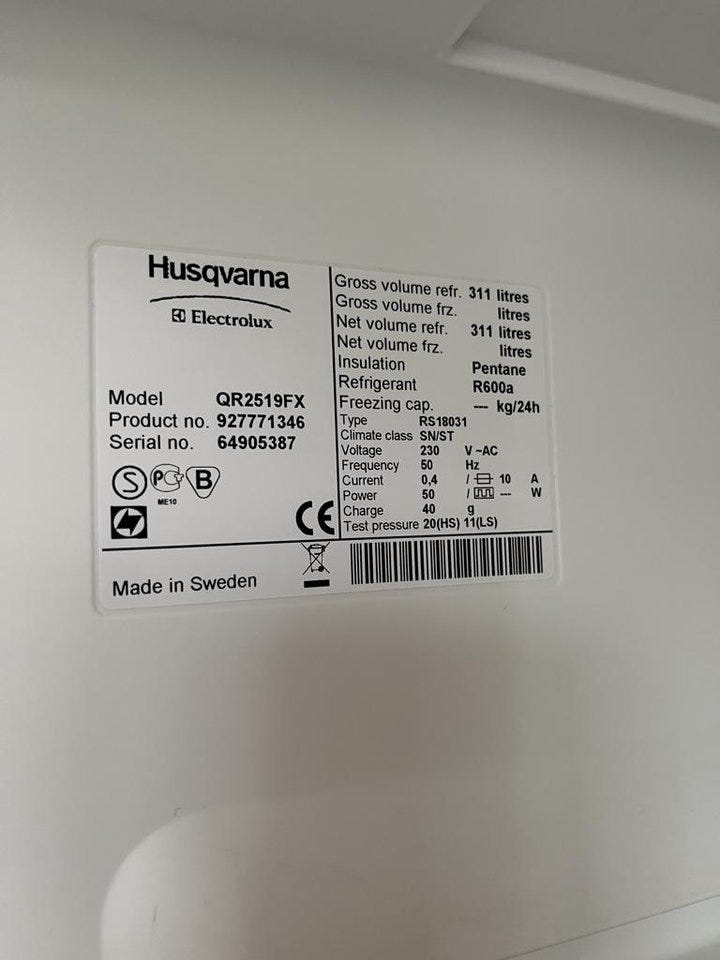 Husqvarna
Electrolux
Model QR2519FX
Product no. 927771346
Serial no. 64905387
S PC B
ME10
CE
Made in Sweden
Gross volume refr. 311 litres
Gross volume frz. litres
Net volume refr. 311 litres
Net volume frz. litres
Insulation Pentane
Refrigerant R600a
Freezing cap. --- kg/24h
Type RS18031
Climate class SN/ST
Voltage 230 V ~AC
Frequency 50 Hz
Current 0,4 / 10 A
Power 50 / --- W
Charge 40 g
Test pressure 20(HS) 11(LS)